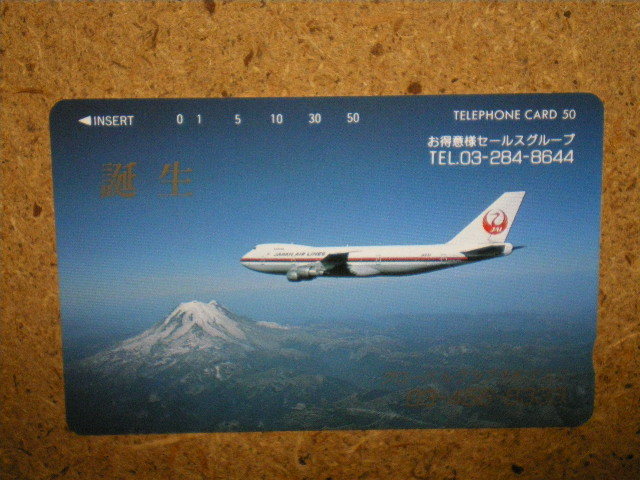 ◀INSERT 0 1 5 10 30 50 TELEPHONE CARD 50
お得意様セールスグループ
TEL.03-284-8644
誕生
JAL
JAPAN AIR LINES